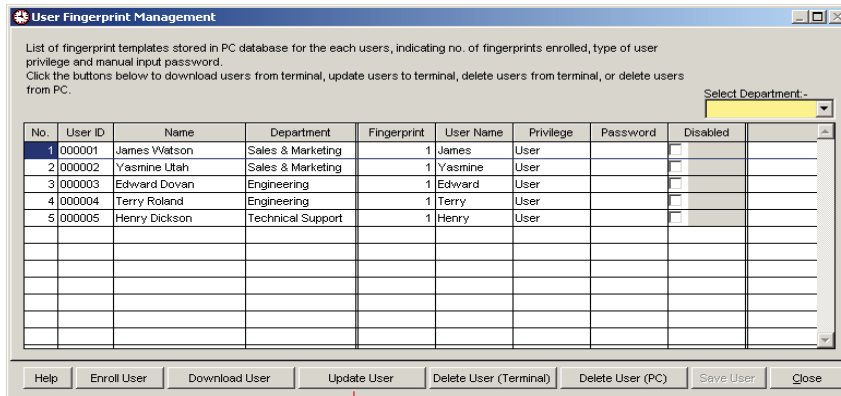 User Fingerprint Management
List of fingerprint templates stored in PC database for the each users, indicating no. of fingerprints enrolled, type of user
privilege and manual input password.
Click the buttons below to download users from terminal, update users to terminal, delete users from terminal, or delete users
from PC.
Select Department:-
No. User ID Name Department Fingerprint User Name Privilege Password Disabled
1 000001 James Watson Sales & Marketing 1 James User
2 000002 Yasmine Utah Sales & Marketing 1 Yasmine User
3 000003 Edward Dovan Engineering 1 Edward User
4 000004 Terry Roland Engineering 1 Terry User
5 000005 Henry Dickson Technical Support 1 Henry User
Help Enroll User Download User Update User Delete User (Terminal) Delete User (PC) Save User Close